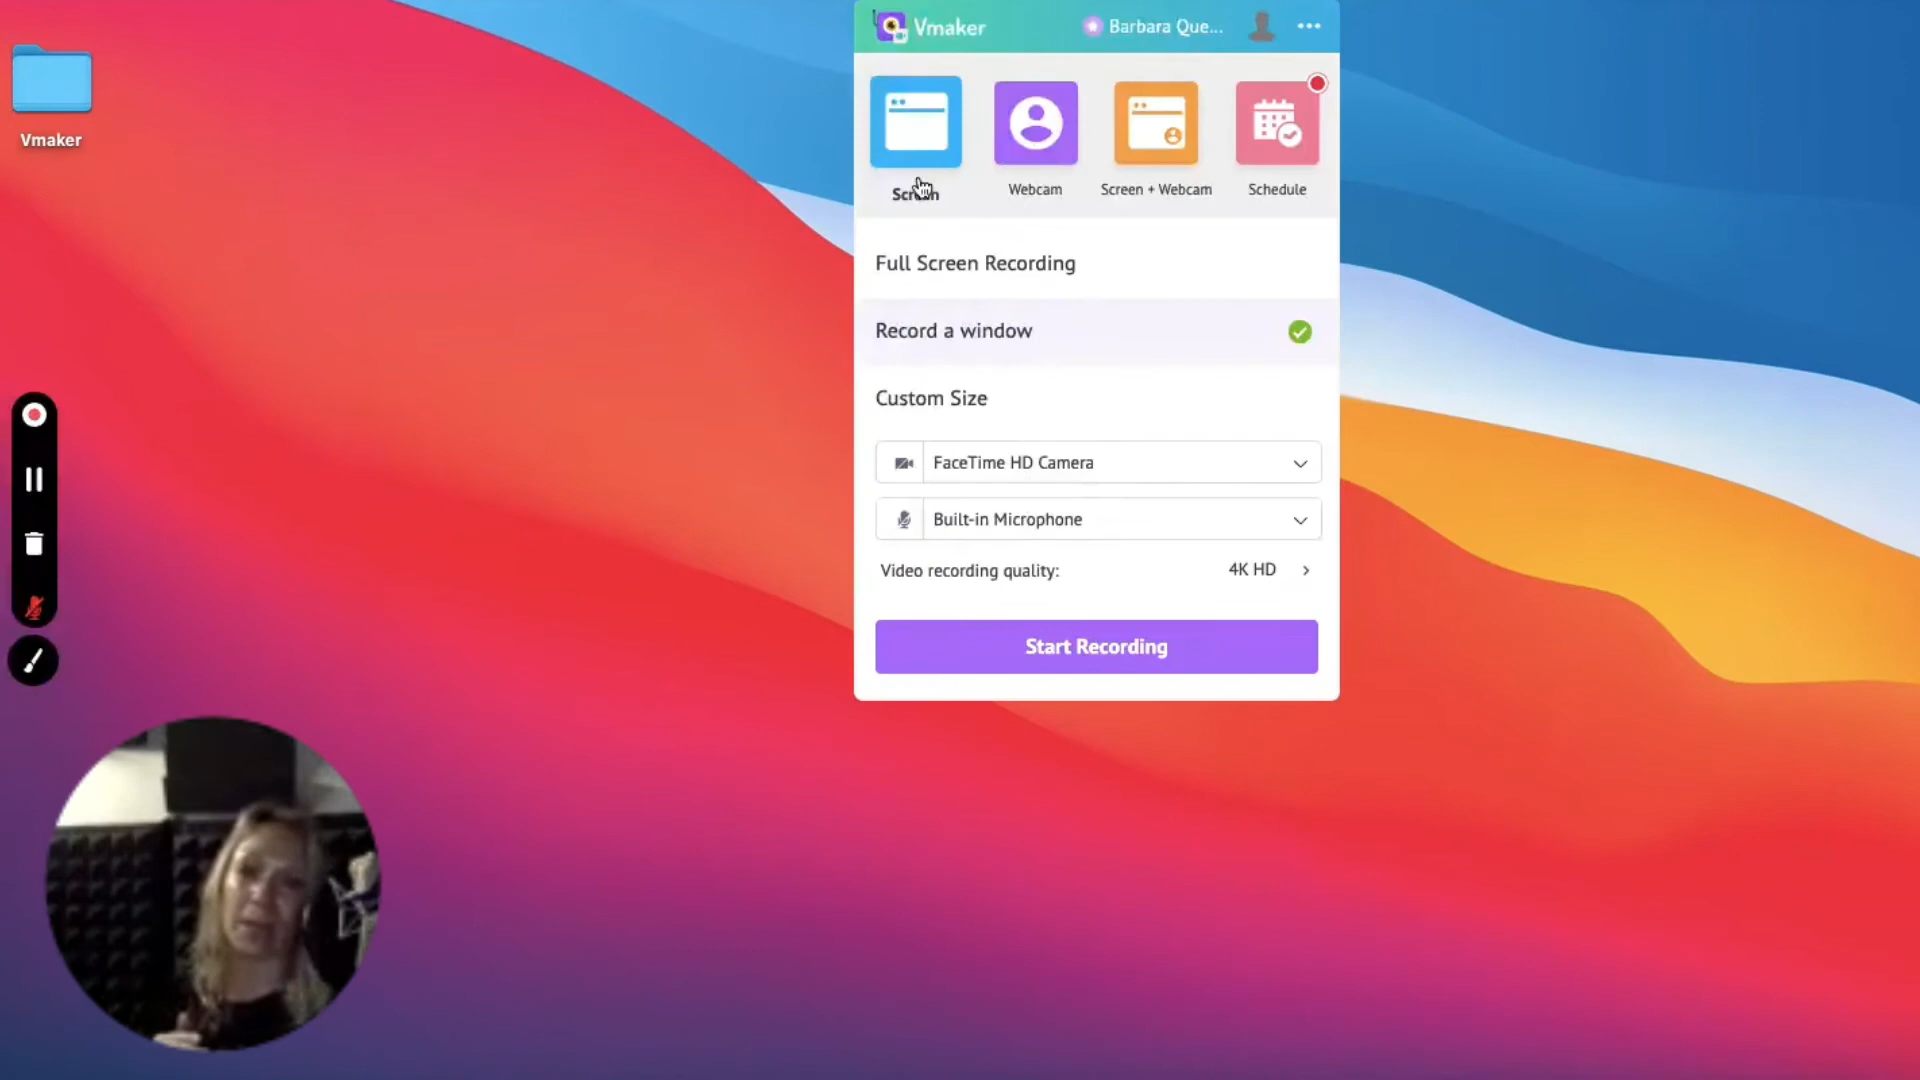 Vmaker
Barbara Que...
Vmaker
Screen
Webcam
Screen + Webcam
Schedule
Full Screen Recording
Record a window
Custom Size
FaceTime HD Camera
Built-in Microphone
Video recording quality:
4K HD
Start Recording